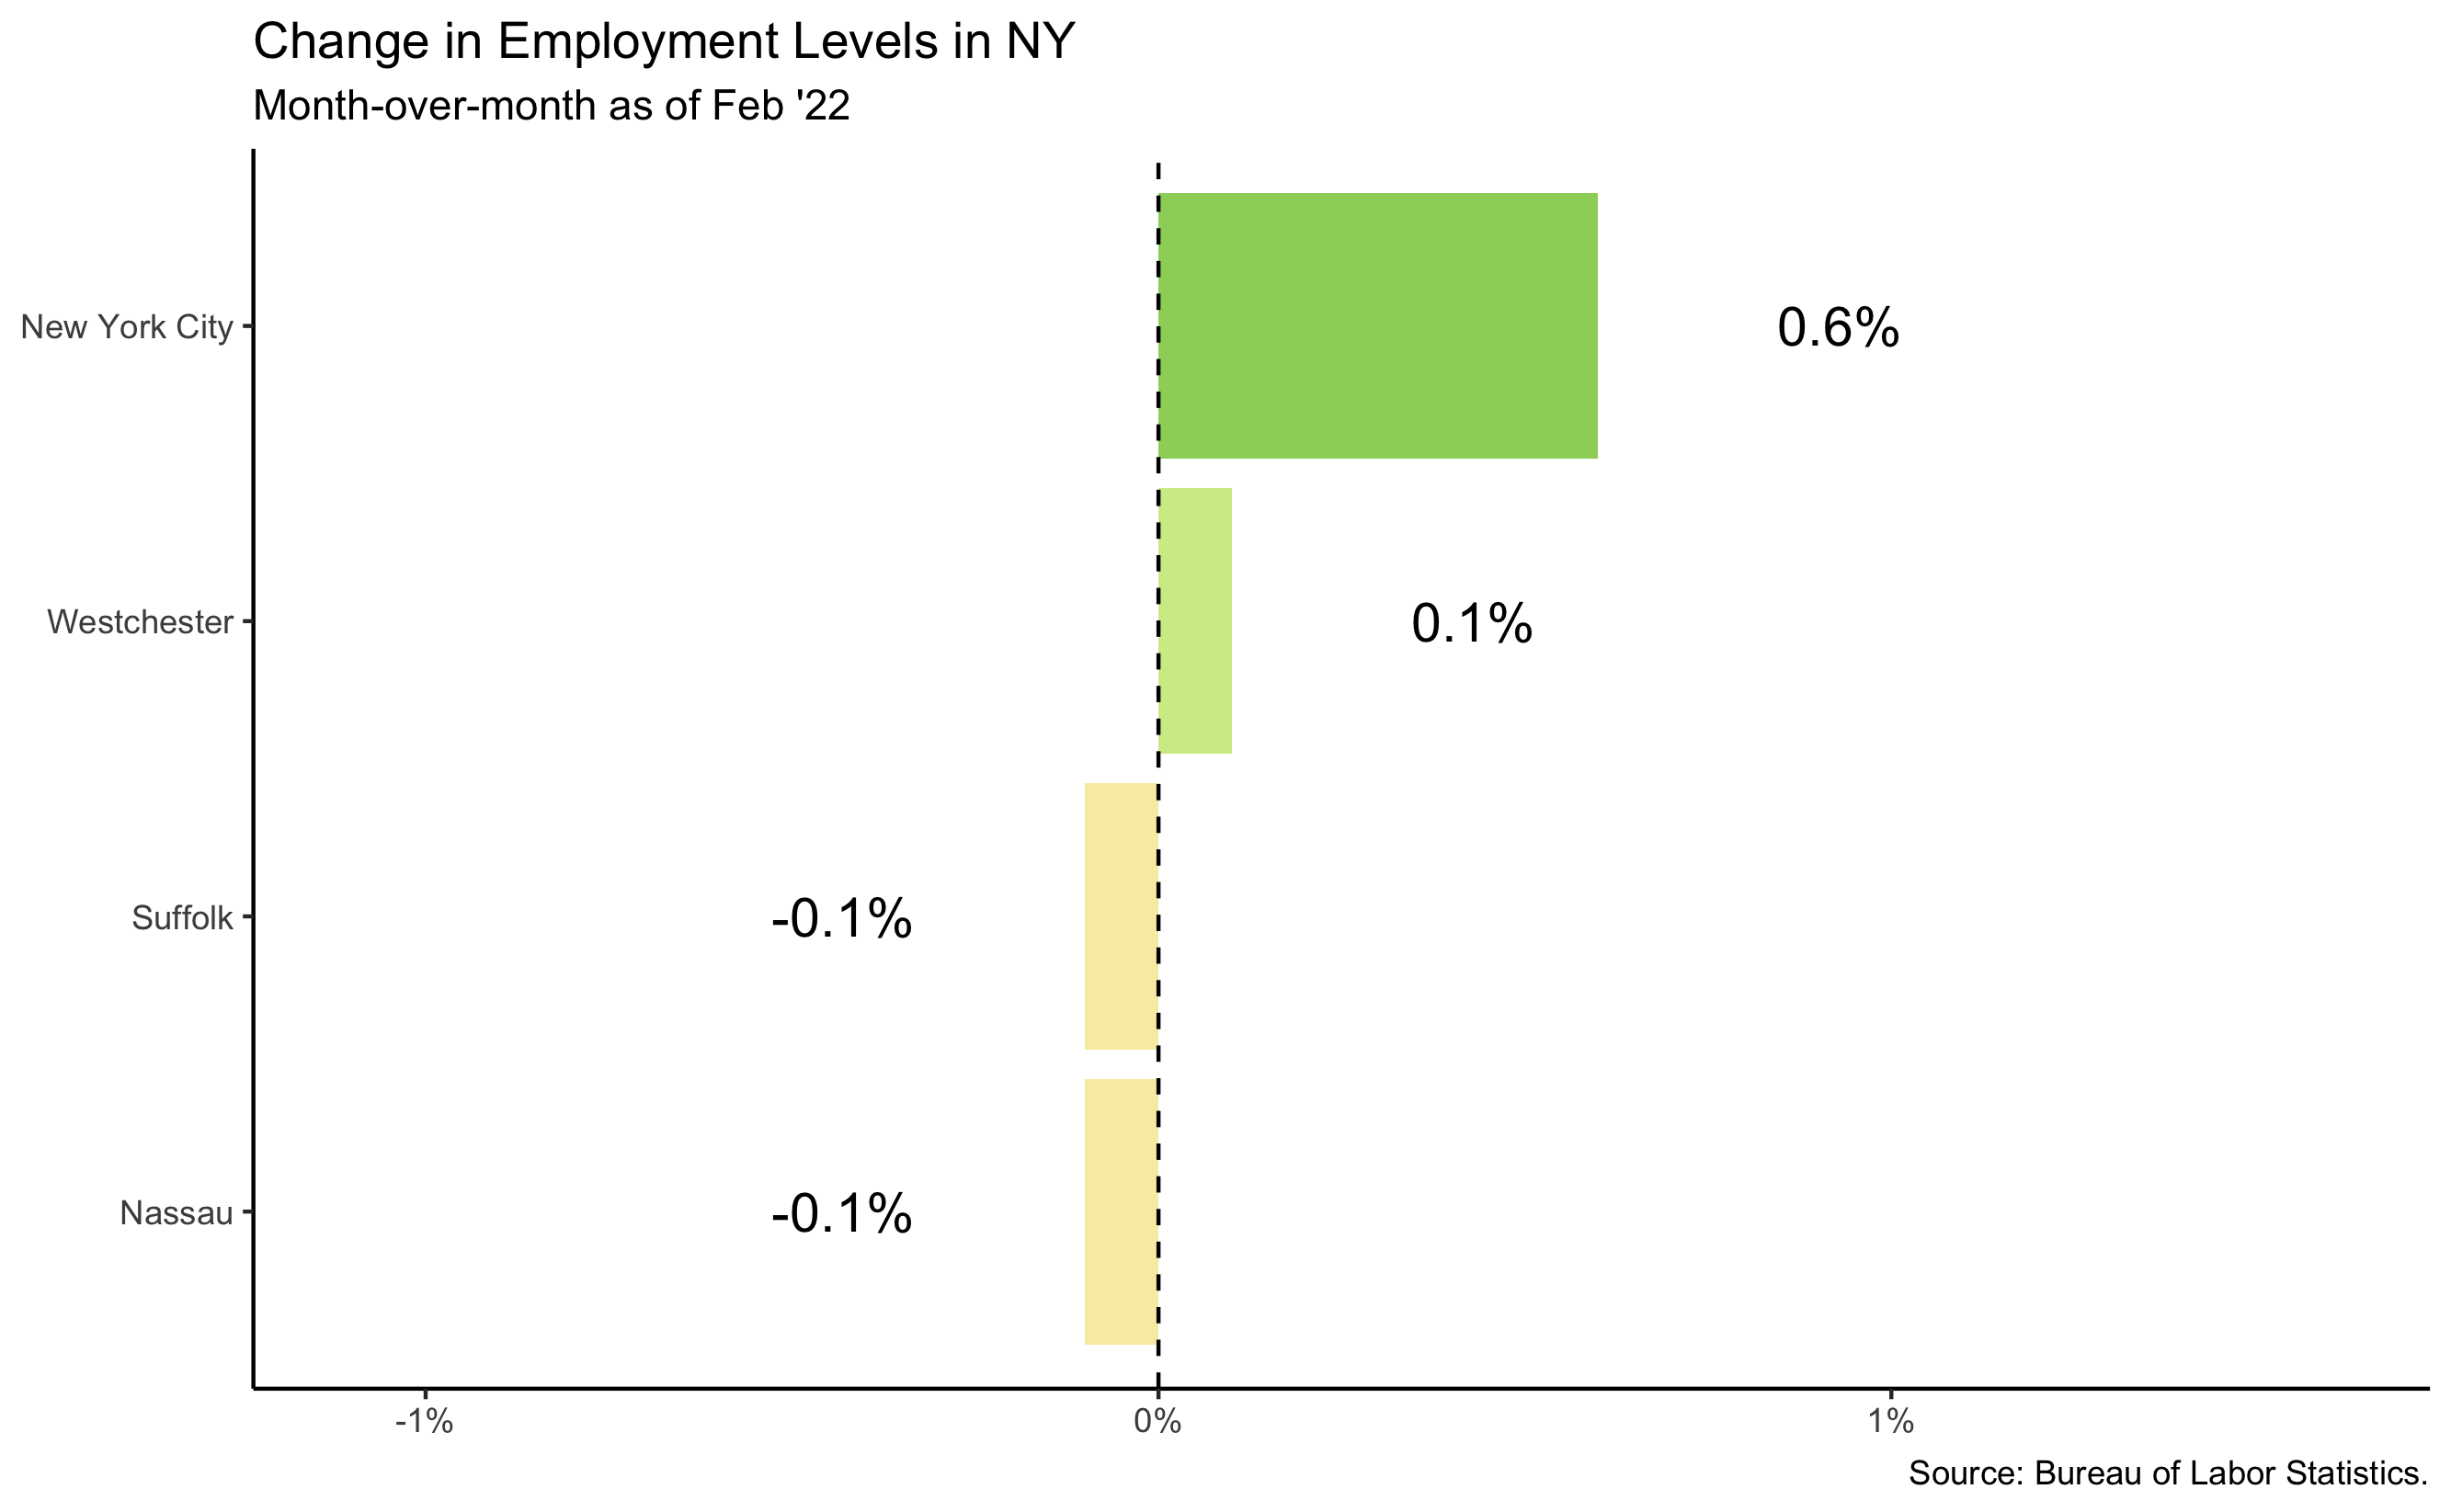 Change in Employment Levels in NY
Month-over-month as of Feb '22
New York City
0.6%
Westchester
0.1%
Suffolk
-0.1%
Nassau
-0.1%
-1%
0%
1%
Source: Bureau of Labor Statistics.